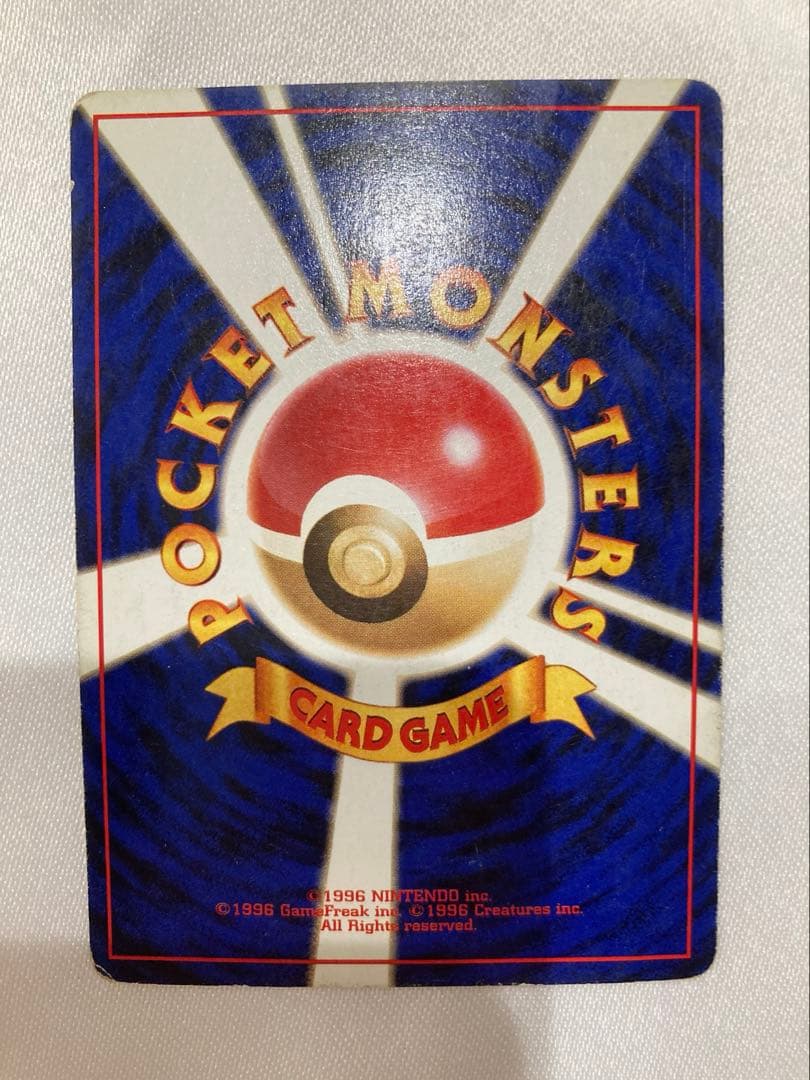 POCKET MONSTERS
CARD GAME
©1996 NINTENDO inc.
©1996 GameFreak inc. ©1996 Creatures inc.
All Rights reserved.